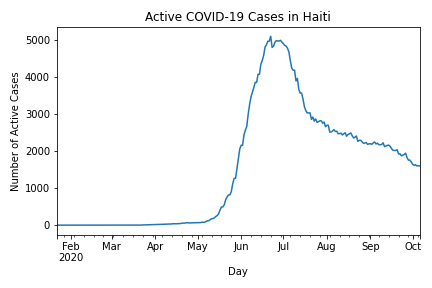 Active COVID-19 Cases in Haiti
5000
4000
3000
2000
1000
0
Number of Active Cases
Feb Mar Apr May Jun Jul Aug Sep Oct
2020
Day